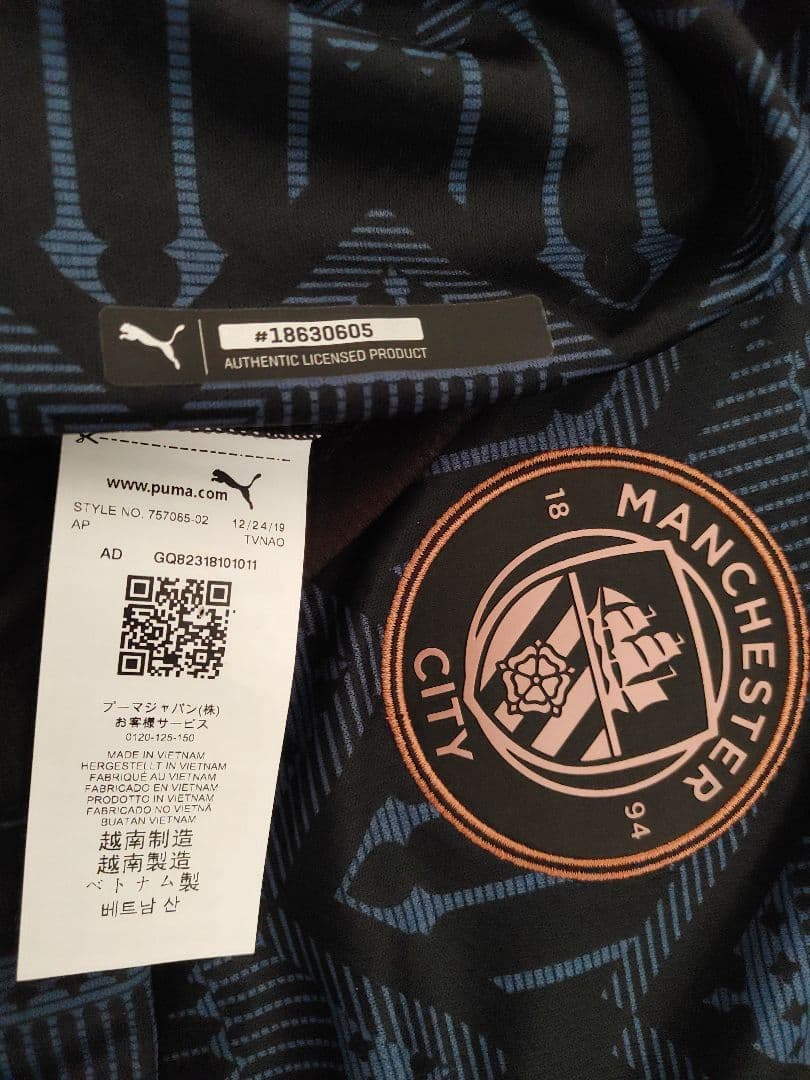 #18630605
AUTHENTIC LICENSED PRODUCT
www.puma.com
STYLE NO. 757065-02 12/24/19
AP TVNAO
AD GQ82318101011
プーマジャパン(株)
お客様サービス
0120-125-150
MADE IN VIETNAM
HERGESTELLT IN VIETNAM
FABRIQUÉ AU VIETNAM
FABRICADO EN VIETNAM
PRODOTTO IN VIETNAM
FABRICADO NO VIETNÃ
BUATAN VIETNAM
越南制造
越南製造
ベトナム製
베트남 산
MANCHESTER
CITY
18
94